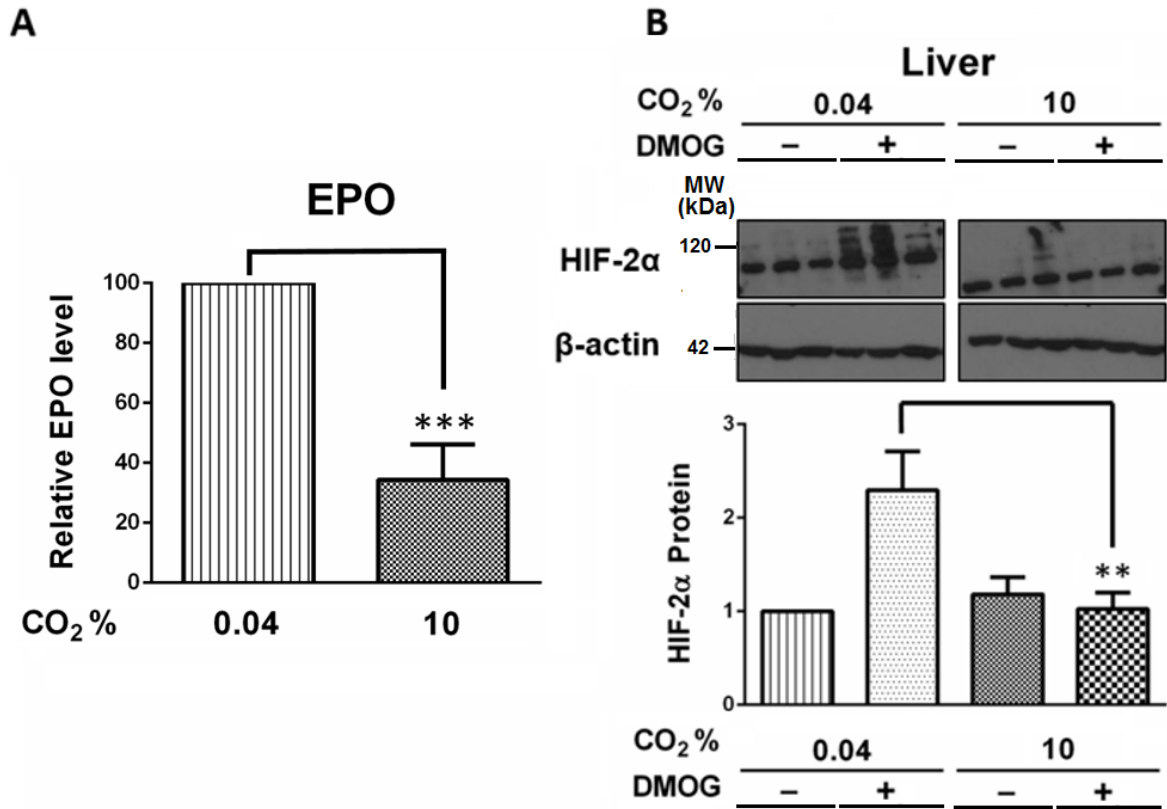 A
EPO
Relative EPO level
100
80
60
40
20
0
***
CO₂ % 0.04 10
B
Liver
CO₂ % 0.04 10
DMOG – + – +
MW
(kDa)
HIF-2α 120
β-actin 42
HIF-2α Protein
3
2
1
0
**
CO₂ % 0.04 10
DMOG – + – +